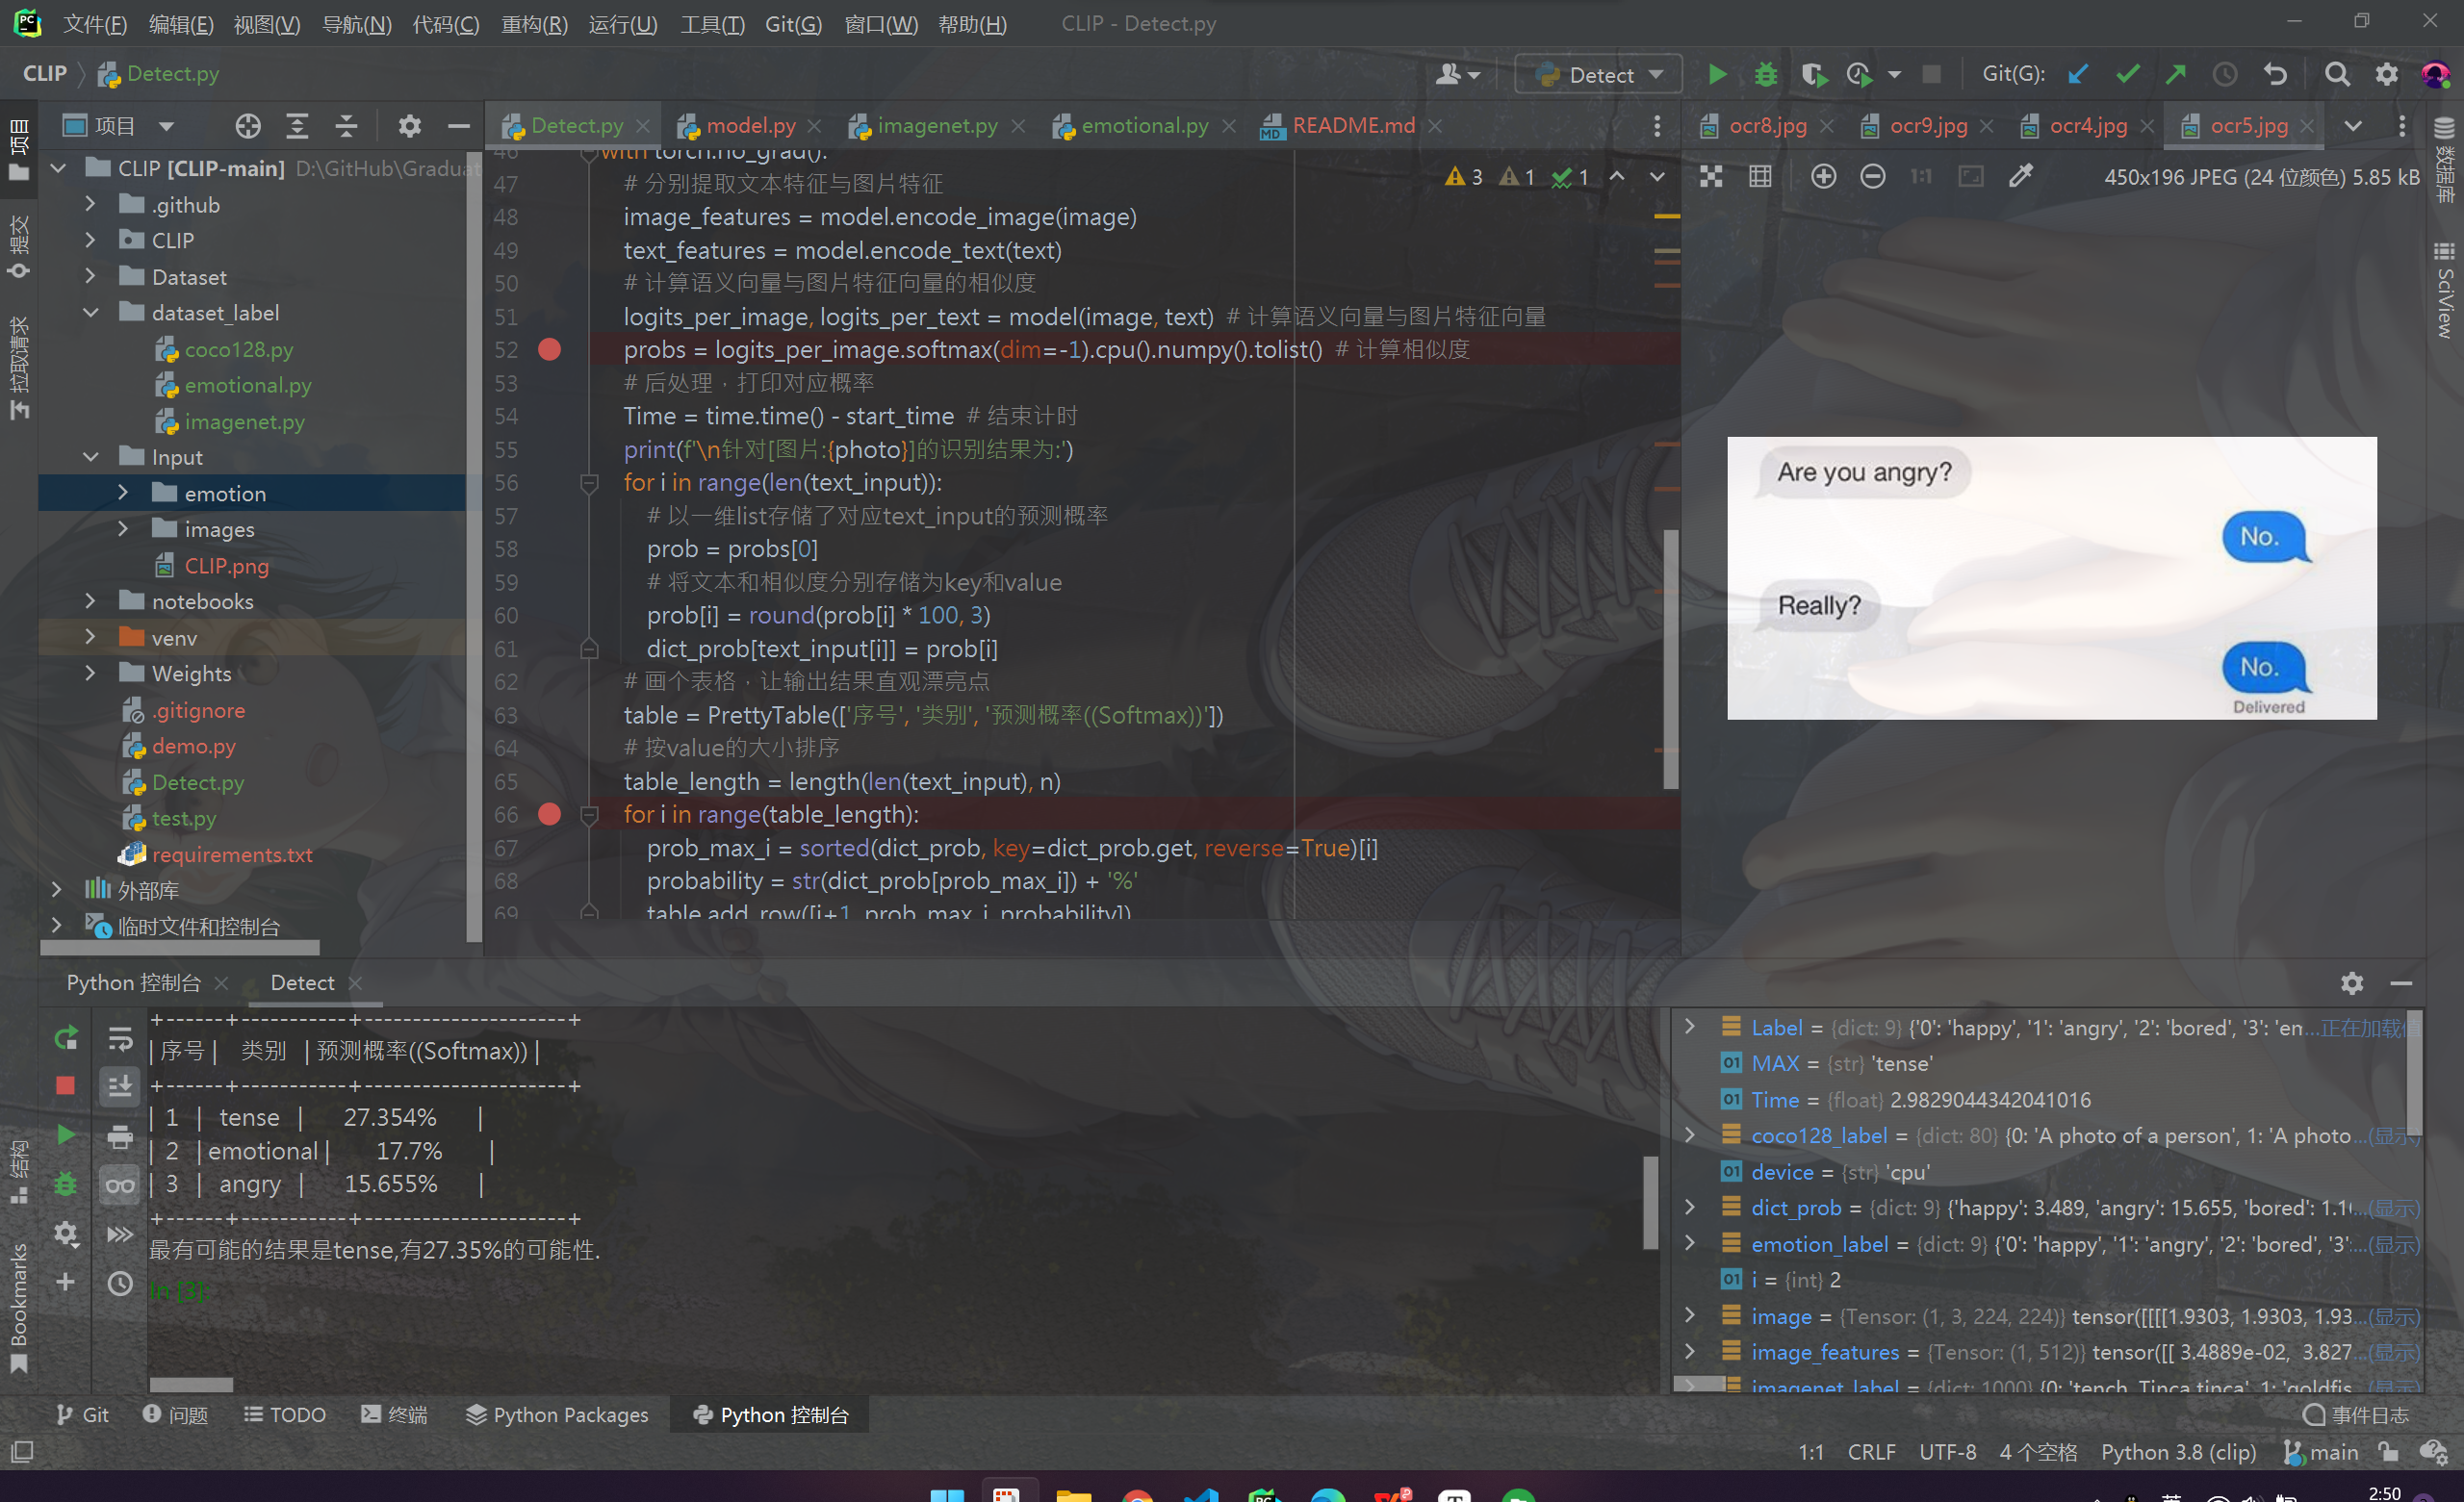 文件(F) 编辑(E) 视图(V) 导航(N) 代码(C) 重构(R) 运行(U) 工具(T) Git(G) 窗口(W) 帮助(H) CLIP - Detect.py
CLIP Detect.py Detect Git(G):
项目
提交
拉取请求
项目
CLIP [CLIP-main] D:\GitHub\Graduat
.github
CLIP
Dataset
dataset_label
coco128.py
emotional.py
imagenet.py
Input
emotion
images
CLIP.png
notebooks
venv
Weights
.gitignore
demo.py
Detect.py
test.py
requirements.txt
外部库
临时文件和控制台
Detect.py model.py imagenet.py emotional.py README.md
3 1 1
46 with torch.no_grad():
47 # 分别提取文本特征与图片特征
48 image_features = model.encode_image(image)
49 text_features = model.encode_text(text)
50 # 计算语义向量与图片特征向量的相似度
51 logits_per_image, logits_per_text = model(image, text) # 计算语义向量与图片特征向量
52 probs = logits_per_image.softmax(dim=-1).cpu().numpy().tolist() # 计算相似度
53 # 后处理，打印对应概率
54 Time = time.time() - start_time # 结束计时
55 print(f'\n针对[图片:{photo}]的识别结果为:')
56 for i in range(len(text_input)):
57 # 以一维list存储了对应text_input的预测概率
58 prob = probs[0]
59 # 将文本和相似度分别存储为key和value
60 prob[i] = round(prob[i] * 100, 3)
61 dict_prob[text_input[i]] = prob[i]
62 # 画个表格，让输出结果直观漂亮点
63 table = PrettyTable(['序号', '类别', '预测概率((Softmax))'])
64 # 按value的大小排序
65 table_length = length(len(text_input), n)
66 for i in range(table_length):
67 prob_max_i = sorted(dict_prob, key=dict_prob.get, reverse=True)[i]
68 probability = str(dict_prob[prob_max_i]) + '%'
69 table.add_row([i+1, prob_max_i, probability])
ocr8.jpg ocr9.jpg ocr4.jpg ocr5.jpg
1:1 450x196 JPEG (24 位颜色) 5.85 kB
Are you angry?
No.
Really?
No.
Delivered
数据库
SciView
Python 控制台 Detect
+------+-----------+--------------------+
| 序号 | 类别 | 预测概率((Softmax)) |
+------+-----------+--------------------+
| 1 | tense | 27.354% |
| 2 | emotional | 17.7% |
| 3 | angry | 15.655% |
+------+-----------+--------------------+
最有可能的结果是tense,有27.35%的可能性.
In [3]:
Label = {dict: 9} {'0': 'happy', '1': 'angry', '2': 'bored', '3': 'en...正在加载值
MAX = {str} 'tense'
Time = {float} 2.9829044342041016
coco128_label = {dict: 80} {0: 'A photo of a person', 1: 'A photo...(显示)
device = {str} 'cpu'
dict_prob = {dict: 9} {'happy': 3.489, 'angry': 15.655, 'bored': 1.1...(显示)
emotion_label = {dict: 9} {'0': 'happy', '1': 'angry', '2': 'bored', '3'...(显示)
i = {int} 2
image = {Tensor: (1, 3, 224, 224)} tensor([[[[1.9303, 1.9303, 1.93...(显示)
image_features = {Tensor: (1, 512)} tensor([[ 3.4889e-02, 3.827...(显示)
imagenet_label = {dict: 1000} {0: 'tench, Tinca tinca', 1: 'goldfis...(显示)
结构
Bookmarks
Git 问题 TODO 终端 Python Packages Python 控制台 事件日志
1:1 CRLF UTF-8 4 个空格 Python 3.8 (clip) main
2:50